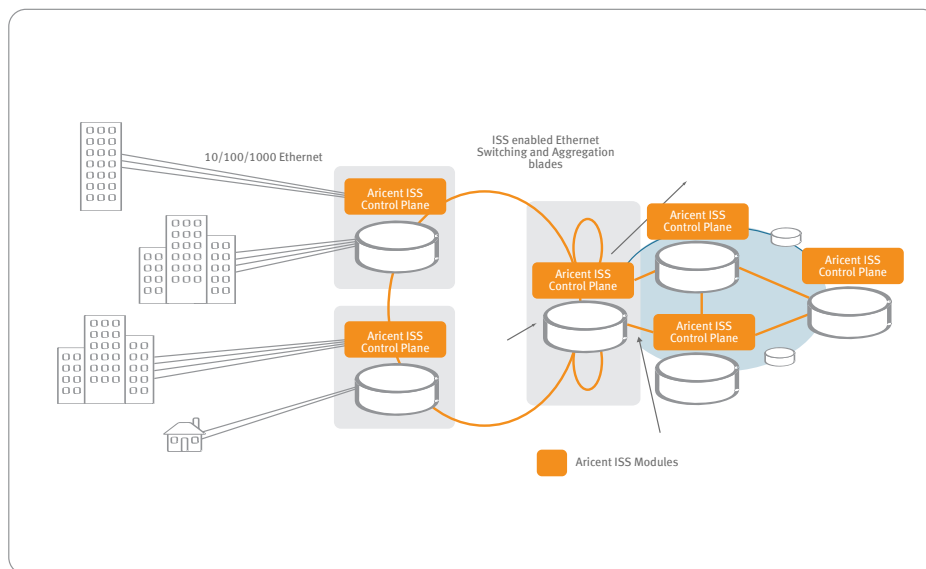 10/100/1000 Ethernet
ISS enabled Ethernet
Switching and Aggregation
blades
Aricent ISS
Control Plane
Aricent ISS
Control Plane
Aricent ISS
Control Plane
Aricent ISS
Control Plane
Aricent ISS
Control Plane
Aricent ISS
Control Plane
Aricent ISS Modules